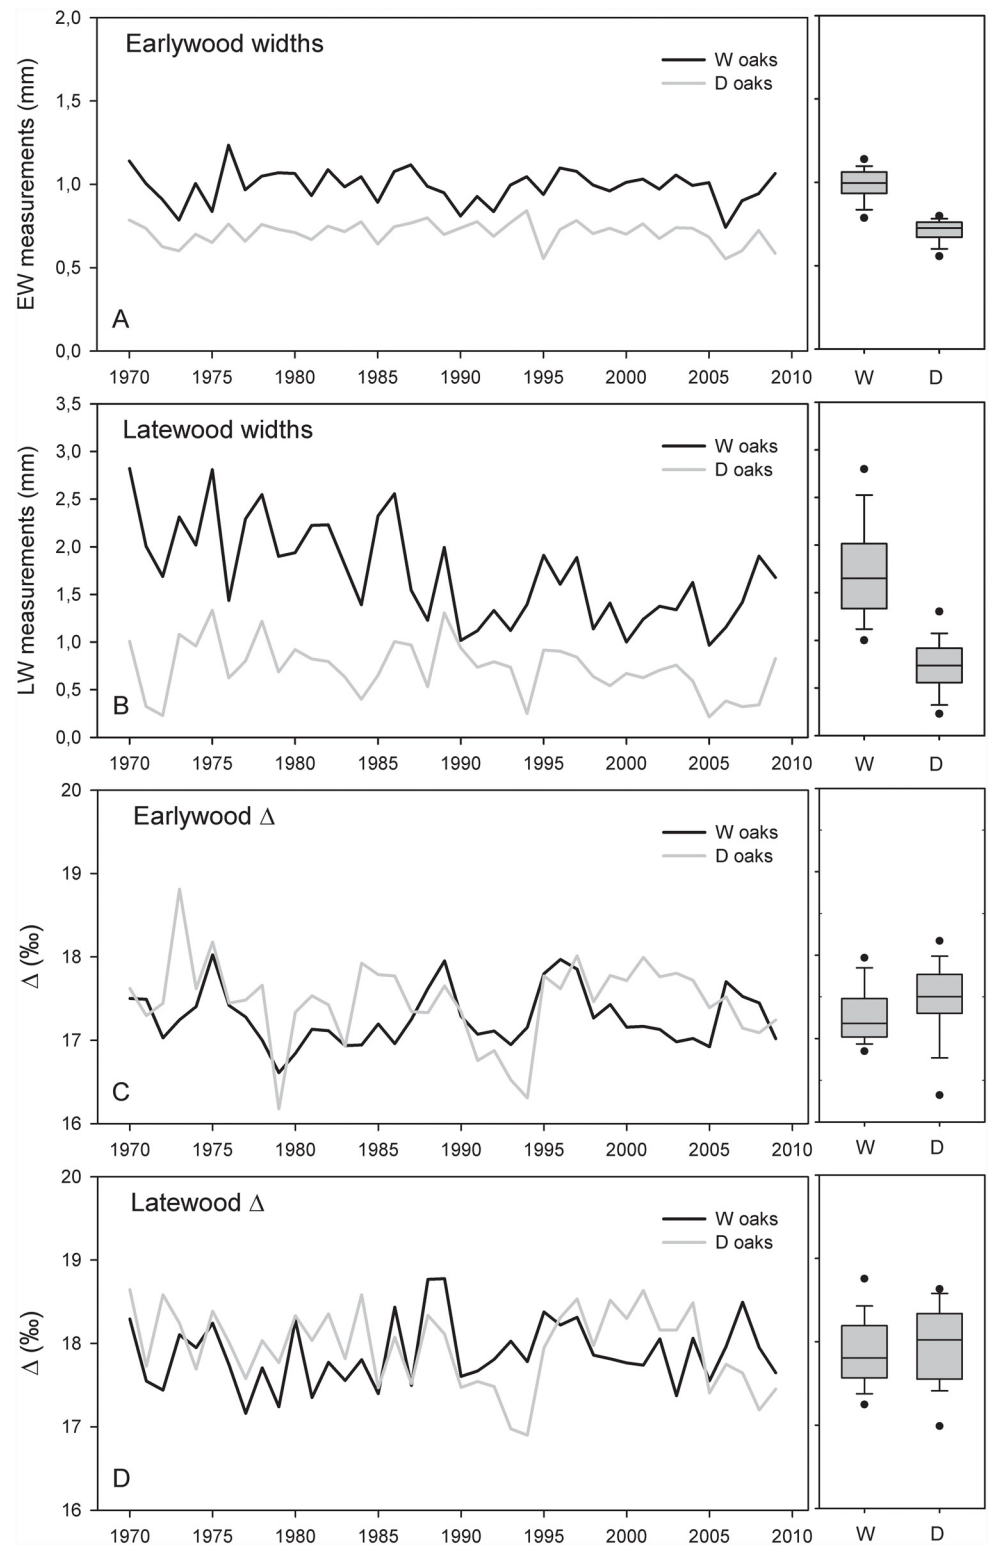 2,0
Earlywood widths
W oaks
D oaks
1,5
EW measurements (mm)
1,0
0,5
A
0,0
1970 1975 1980 1985 1990 1995 2000 2005 2010 W D
3,5
Latewood widths
W oaks
D oaks
3,0
2,5
LW measurements (mm)
2,0
1,5
1,0
0,5
B
0,0
1970 1975 1980 1985 1990 1995 2000 2005 2010 W D
20
Earlywood Δ
W oaks
D oaks
19
Δ (‰)
18
17
C
16
1970 1975 1980 1985 1990 1995 2000 2005 2010 W D
20
Latewood Δ
W oaks
D oaks
19
Δ (‰)
18
17
D
16
1970 1975 1980 1985 1990 1995 2000 2005 2010 W D